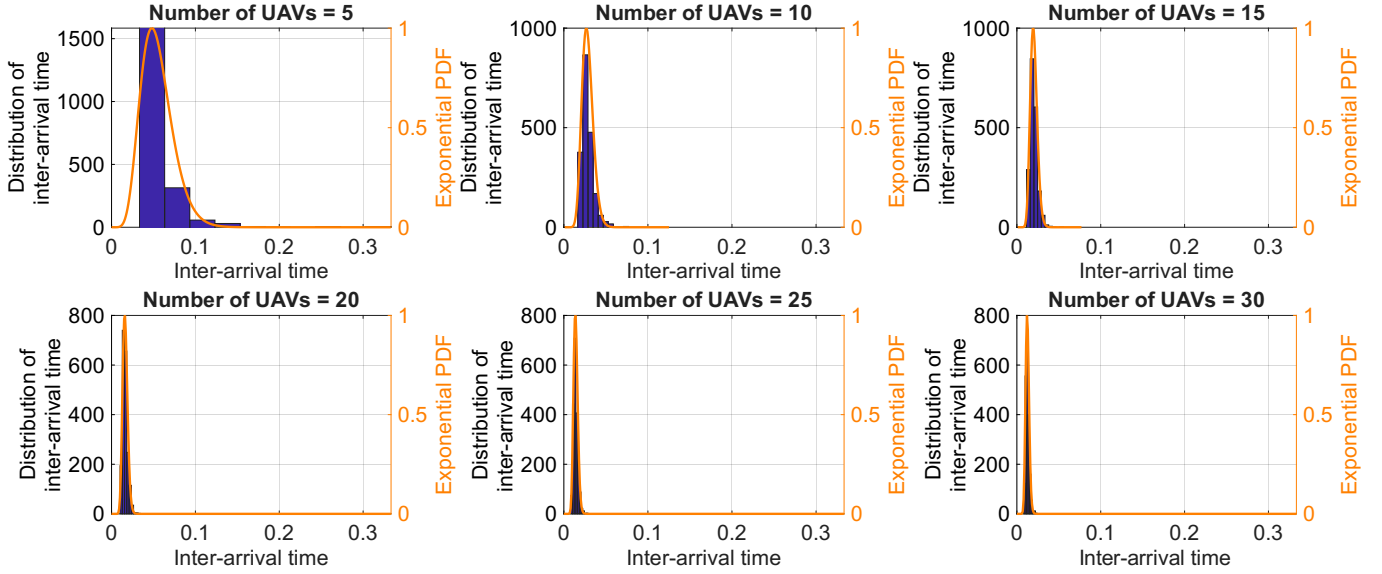 Number of UAVs = 5
Distribution of
inter-arrival time
1500
1000
500
0
1
0.5
0
Exponential PDF
0
0.1
0.2
0.3
Inter-arrival time
Number of UAVs = 10
Distribution of
inter-arrival time
1000
500
0
1
0.5
0
Exponential PDF
0
0.1
0.2
0.3
Inter-arrival time
Number of UAVs = 15
Distribution of
inter-arrival time
1000
500
0
1
0.5
0
Exponential PDF
0
0.1
0.2
0.3
Inter-arrival time
Number of UAVs = 20
Distribution of
inter-arrival time
800
600
400
200
0
1
0.5
0
Exponential PDF
0
0.1
0.2
0.3
Inter-arrival time
Number of UAVs = 25
Distribution of
inter-arrival time
800
600
400
200
0
1
0.5
0
Exponential PDF
0
0.1
0.2
0.3
Inter-arrival time
Number of UAVs = 30
Distribution of
inter-arrival time
800
600
400
200
0
1
0.5
0
Exponential PDF
0
0.1
0.2
0.3
Inter-arrival time